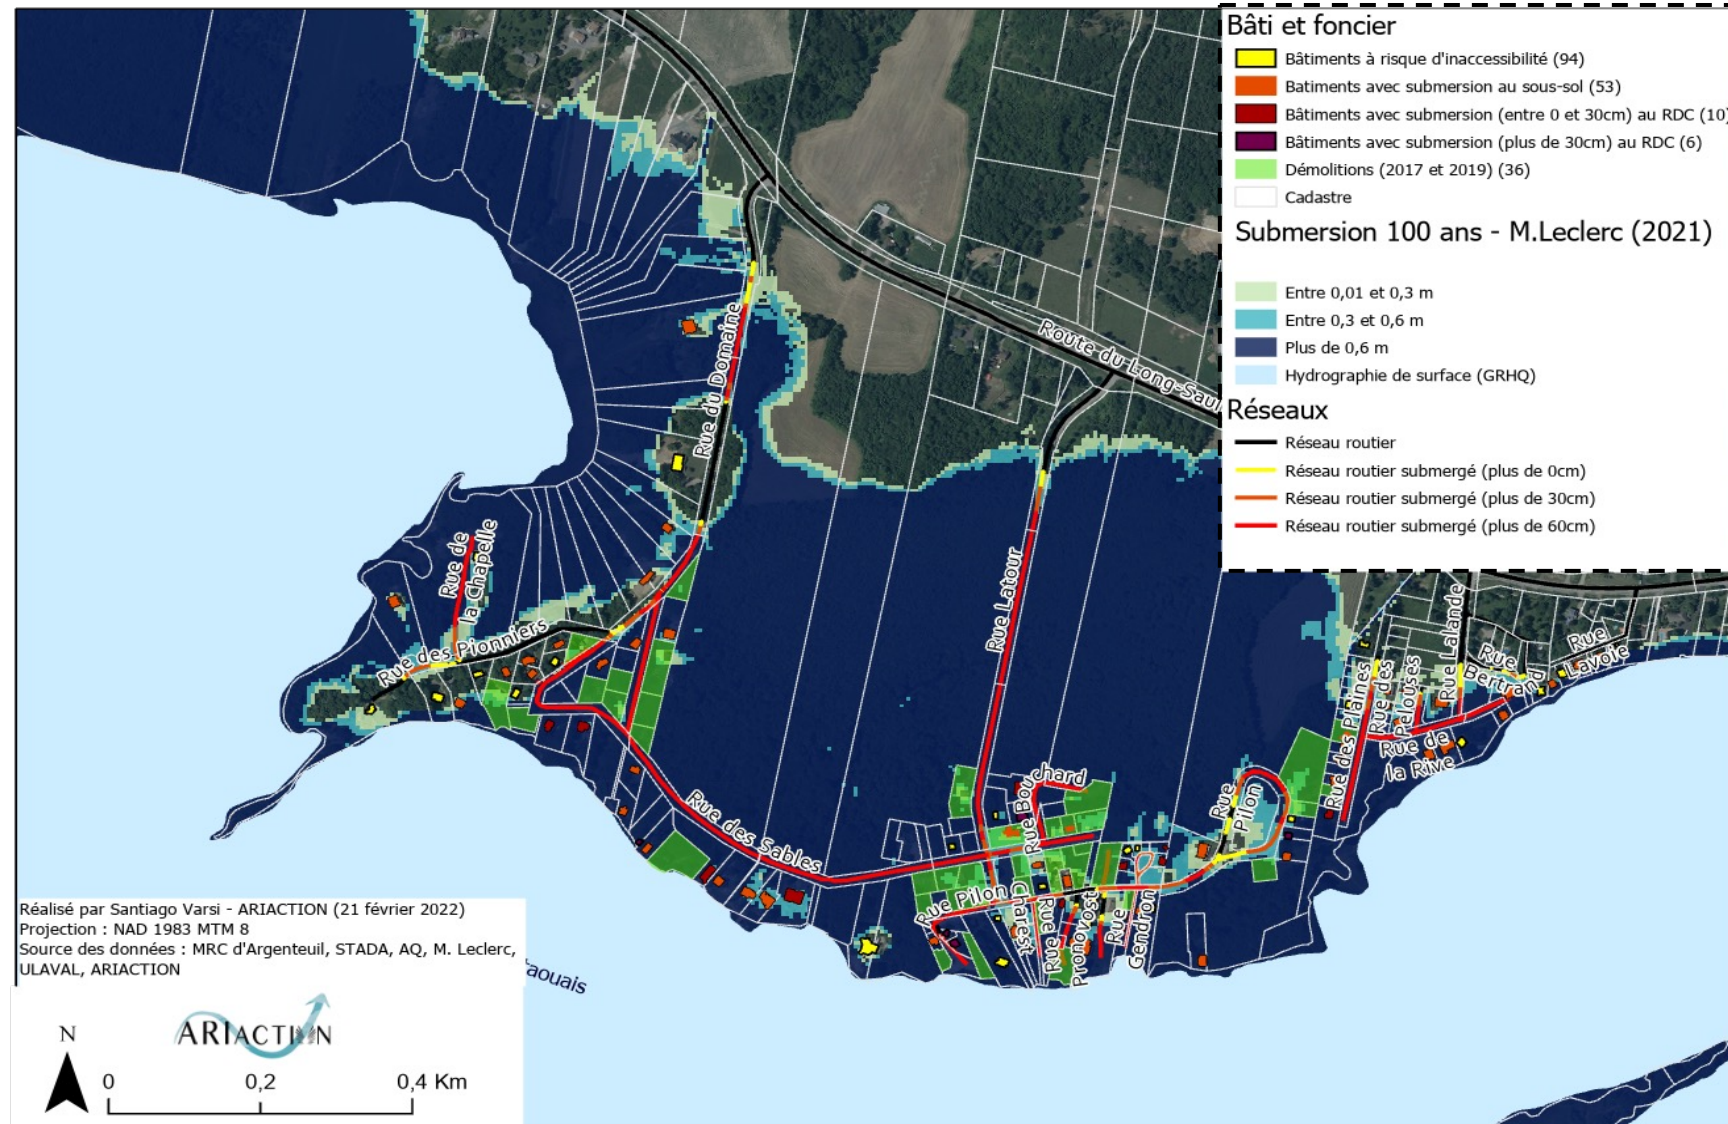 Bâti et foncier
Bâtiments à risque d'inaccessibilité (94)
Batiments avec submersion au sous-sol (53)
Bâtiments avec submersion (entre 0 et 30cm) au RDC (10)
Bâtiments avec submersion (plus de 30cm) au RDC (6)
Démolitions (2017 et 2019) (36)
Cadastre
Submersion 100 ans - M.Leclerc (2021)
Entre 0,01 et 0,3 m
Entre 0,3 et 0,6 m
Plus de 0,6 m
Hydrographie de surface (GRHQ)
Réseaux
Réseau routier
Réseau routier submergé (plus de 0cm)
Réseau routier submergé (plus de 30cm)
Réseau routier submergé (plus de 60cm)
Route du Long-Saul
Rue du Domaine
Rue de
la Chapelle
Rue des Pionniers
Rue Latour
Rue des Sables
Rue Bouchard
Rue Pilon
Charest
Rue
Rue
Pronovost
Rue
Gendron
Rue
Pilon
Rue des Plaines
Rue des
Pelouses
Rue Lalande
Rue
Bertrand
Rue
Lavoie
Rue de
la Rive
Réalisé par Santiago Varsi - ARIACTION (21 février 2022)
Projection : NAD 1983 MTM 8
Source des données : MRC d'Argenteuil, STADA, AQ, M. Leclerc,
ULAVAL, ARIACTION
aouais
ARIACTION
N
0 0,2 0,4 Km